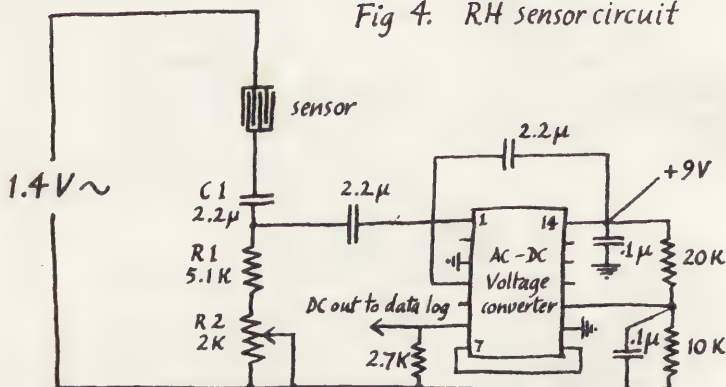 Fig 4. RH sensor circuit
sensor
2.2μ
1.4V~
C1
2.2μ
2.2μ
+9V
1
14
R1
5.1K
AC-DC
Voltage
converter
.1μ
20K
DC out to data log
R2
2K
7
2.7K
.1μ
10K